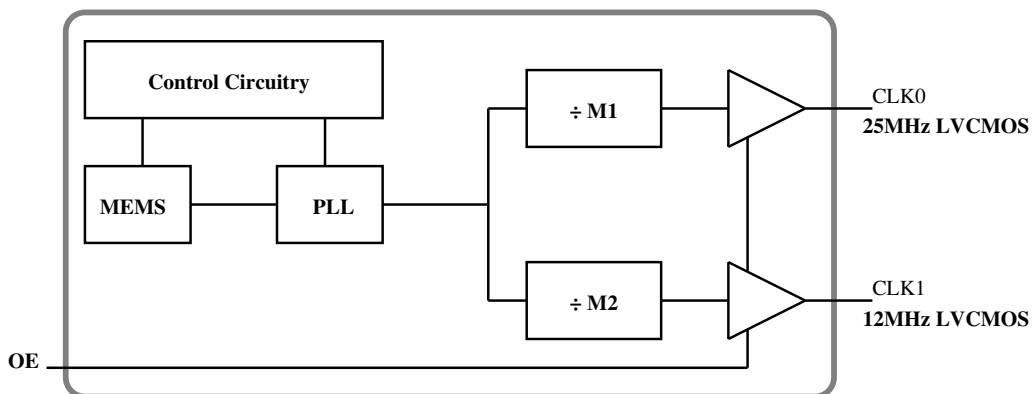 Control Circuitry
÷ M1
CLK0
25MHz LVCMOS
MEMS
PLL
÷ M2
CLK1
12MHz LVCMOS
OE